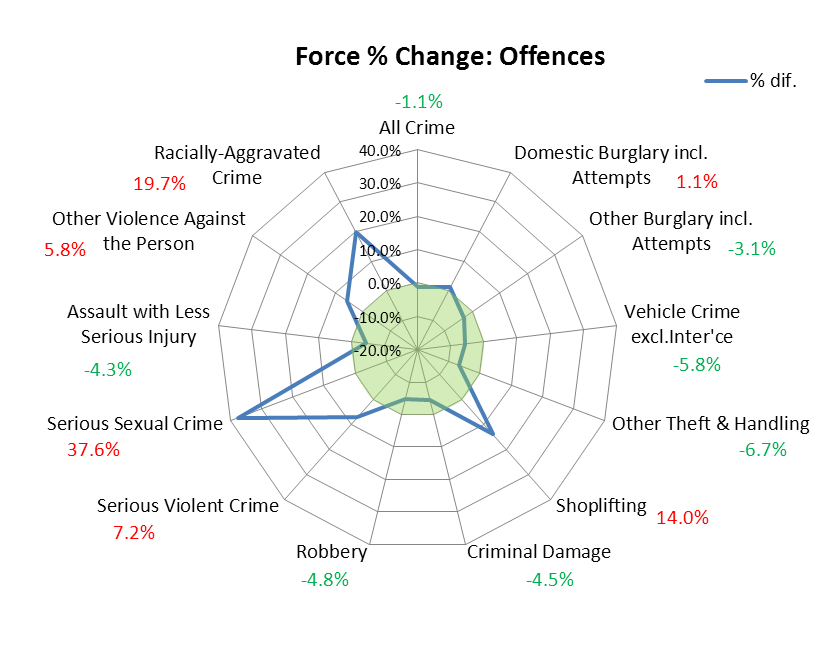 Force % Change: Offences
% dif.
-1.1%
All Crime
40.0%
30.0%
20.0%
10.0%
0.0%
-10.0%
-20.0%
Domestic Burglary incl.
Attempts
1.1%
Other Burglary incl.
Attempts
-3.1%
Vehicle Crime
excl.Inter'ce
-5.8%
Other Theft & Handling
-6.7%
Shoplifting
14.0%
Criminal Damage
-4.5%
Robbery
-4.8%
Serious Violent Crime
7.2%
Serious Sexual Crime
37.6%
Assault with Less
Serious Injury
-4.3%
Other Violence Against
the Person
5.8%
Racially-Aggravated
Crime
19.7%